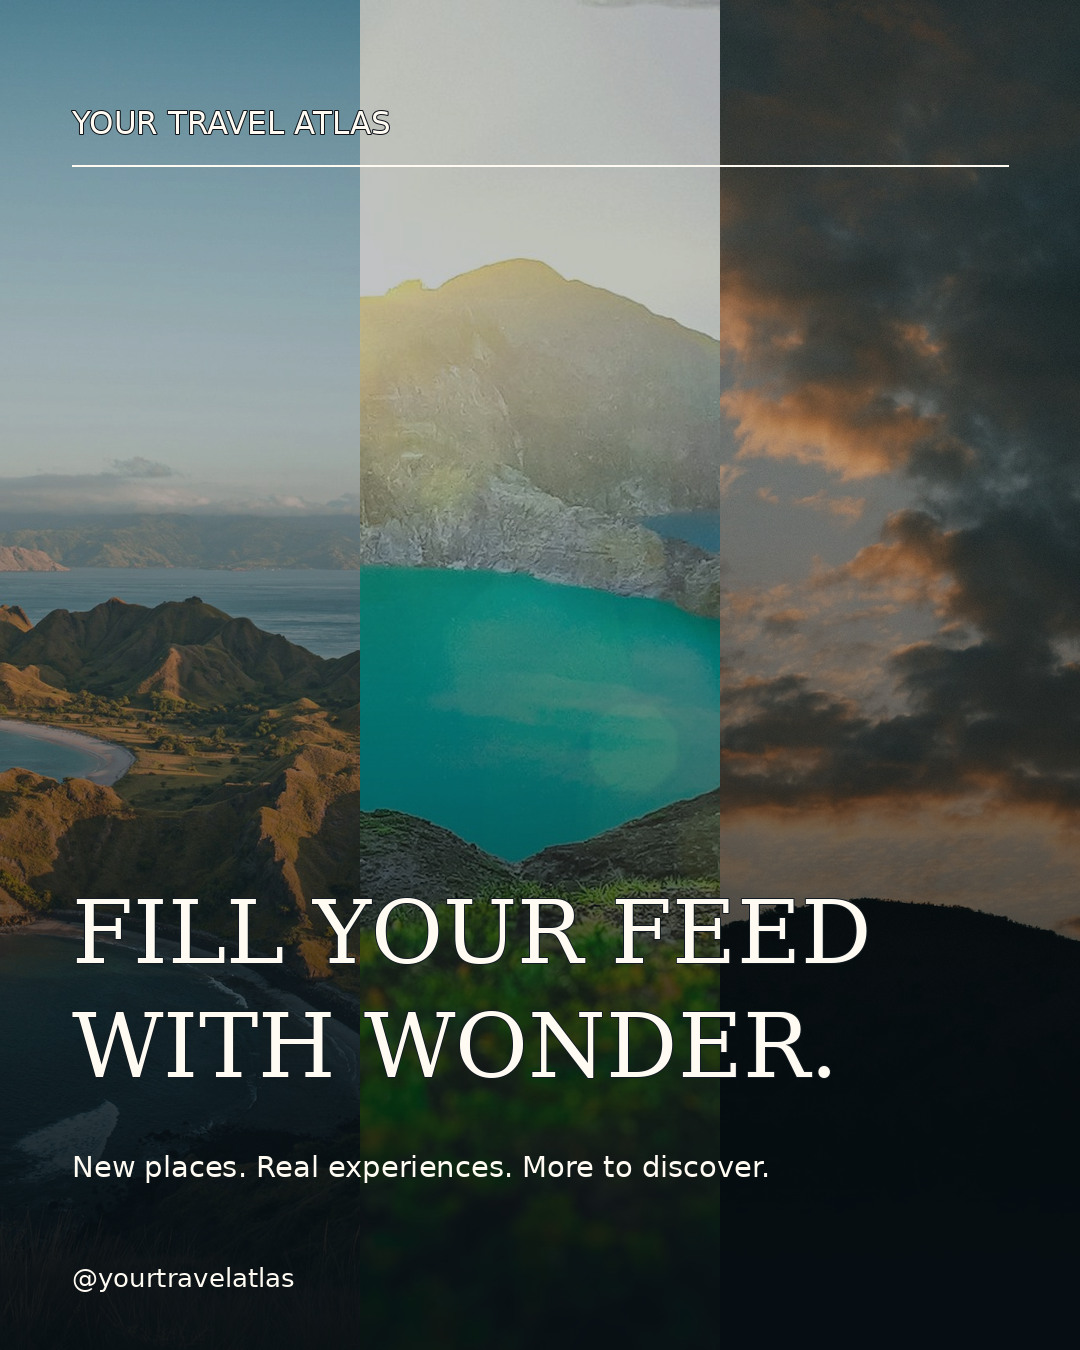 YOUR TRAVEL ATLAS
FILL YOUR FEED
WITH WONDER.
New places. Real experiences. More to discover.
@yourtravelatlas